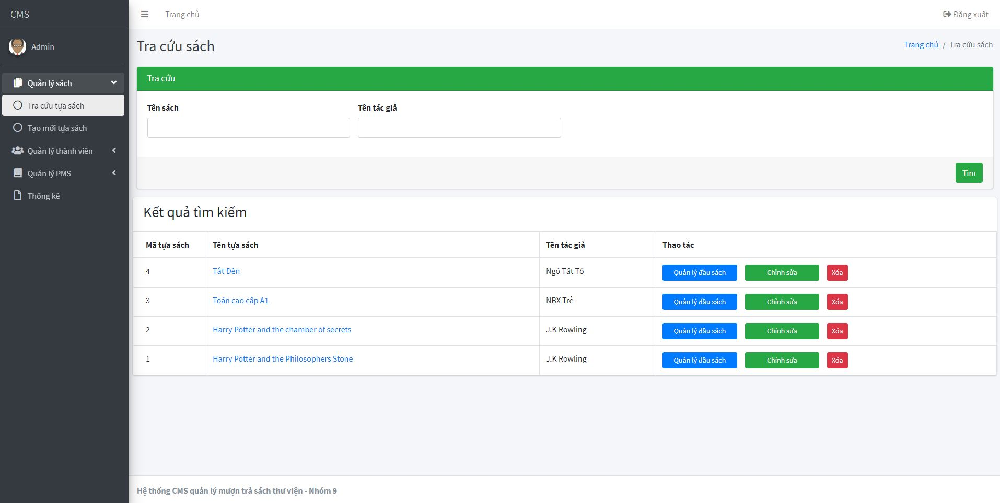 CMS
Trang chủ
Đăng xuất
Admin
Tra cứu sách
Trang chủ / Tra cứu sách
Quản lý sách
Tra cứu tựa sách
Tạo mới tựa sách
Quản lý thành viên
Quản lý PMS
Thống kê
Tra cứu
Tên sách Tên tác giả
Tìm
Kết quả tìm kiếm
Mã tựa sách Tên tựa sách Tên tác giả Thao tác
4 Tắt Đèn Ngô Tất Tố Quản lý đầu sách Chỉnh sửa Xóa
3 Toán cao cấp A1 NBX Trẻ Quản lý đầu sách Chỉnh sửa Xóa
2 Harry Potter and the chamber of secrets J.K Rowling Quản lý đầu sách Chỉnh sửa Xóa
1 Harry Potter and the Philosophers Stone J.K Rowling Quản lý đầu sách Chỉnh sửa Xóa
Hệ thống CMS quản lý mượn trả sách thư viện - Nhóm 9